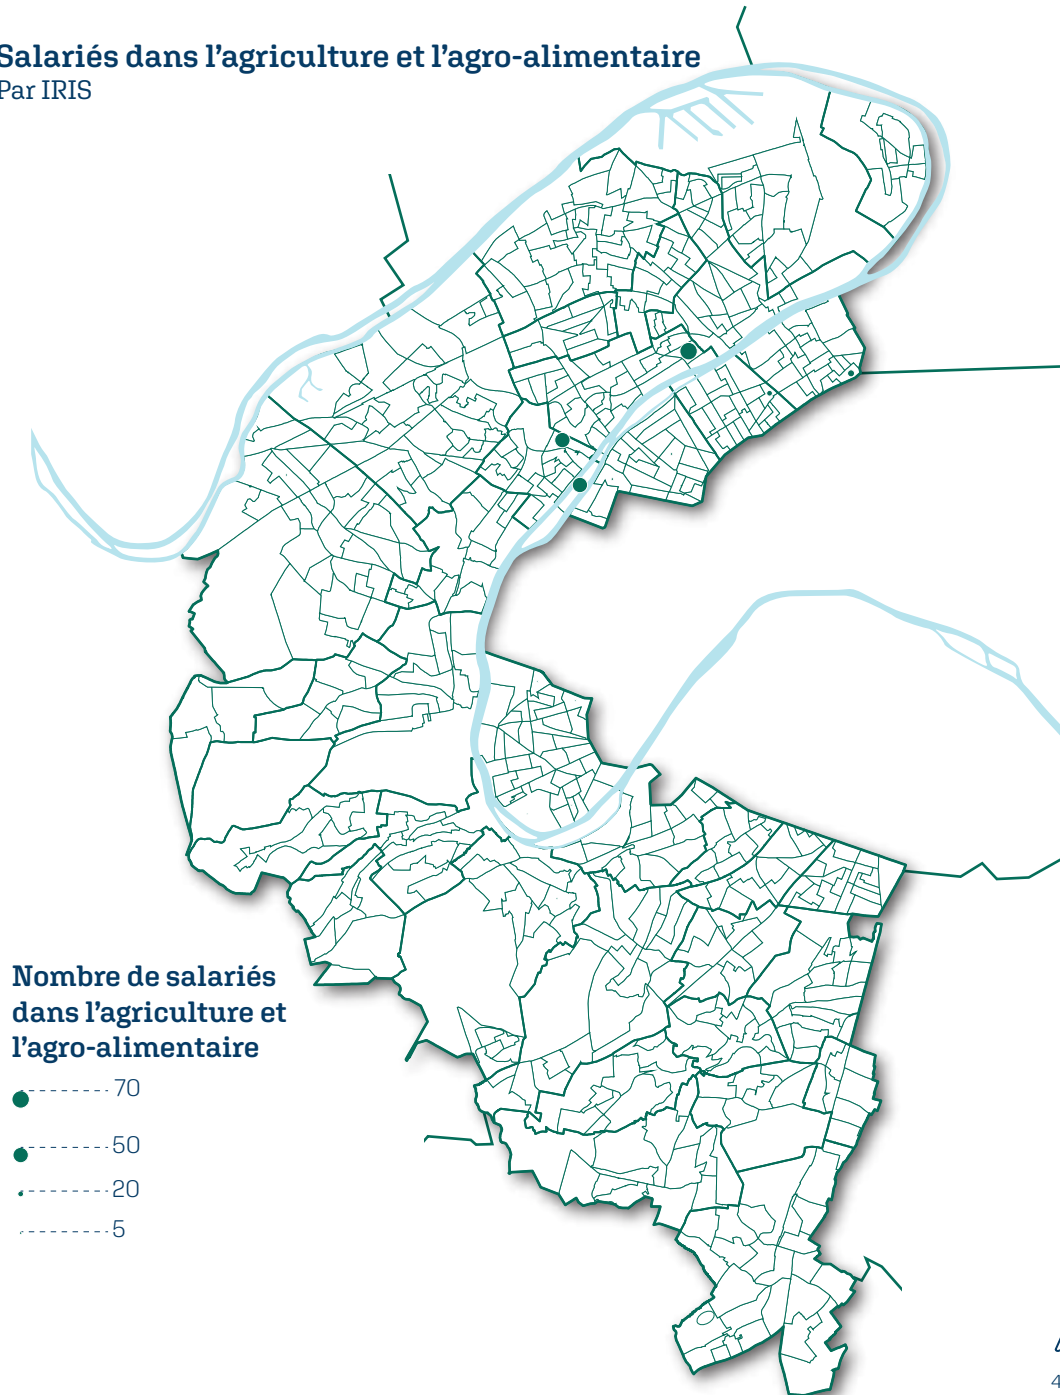 Salariés dans l'agriculture et l'agro-alimentaire
Par IRIS
Nombre de salariés
dans l'agriculture et
l'agro-alimentaire
70
50
20
5
4